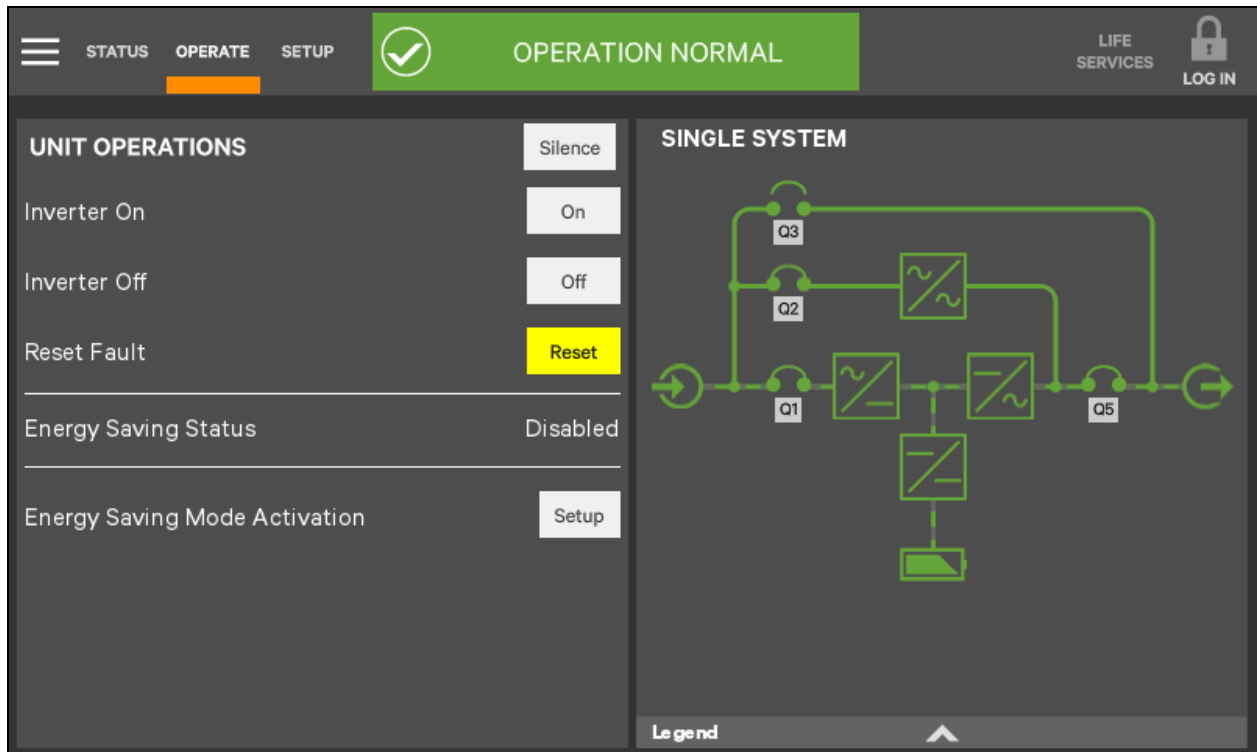 STATUS OPERATE SETUP
OPERATION NORMAL
LIFE
SERVICES
LOG IN
UNIT OPERATIONS
Silence
Inverter On
On
Inverter Off
Off
Reset Fault
Reset
Energy Saving Status
Disabled
Energy Saving Mode Activation
Setup
SINGLE SYSTEM
Q3
Q2
Q1
Q5
Legend